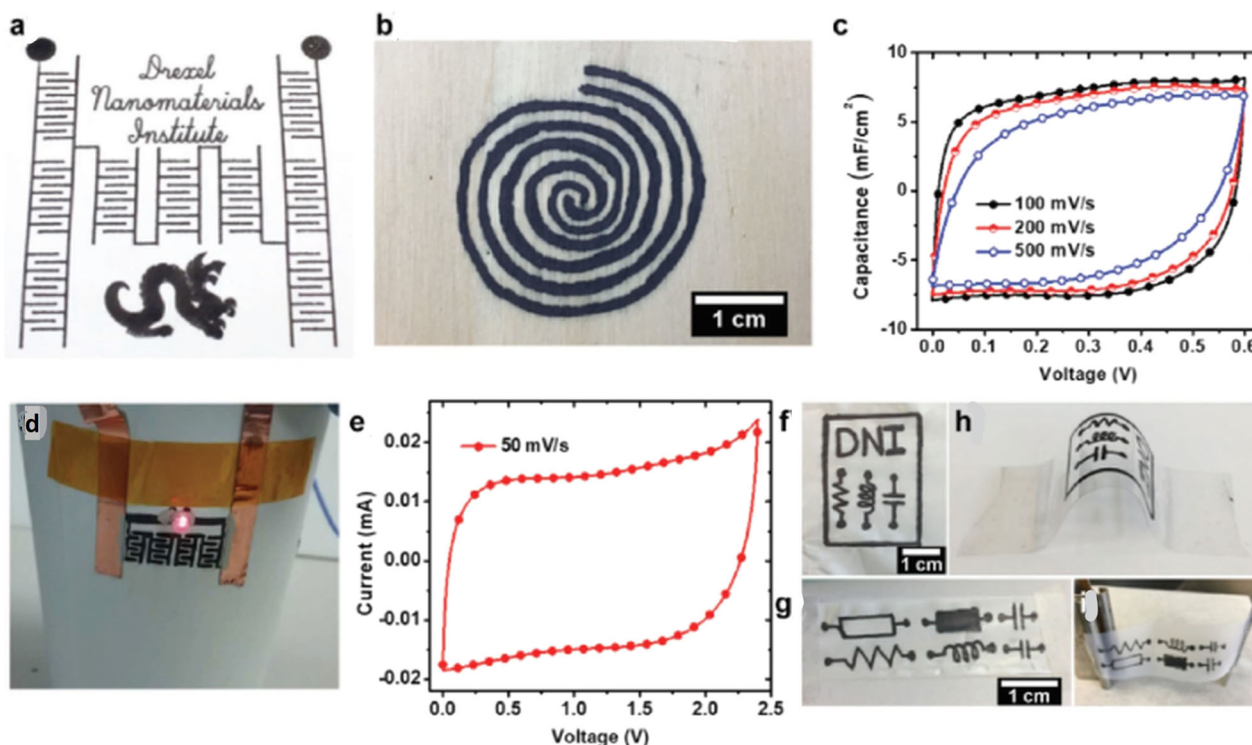 a
Drexel
Nanomaterials
Institute
b
1 cm
c
Capacitance (mF/cm²)
10
5
0
-5
-10
100 mV/s
200 mV/s
500 mV/s
0.0 0.1 0.2 0.3 0.4 0.5 0.6
Voltage (V)
d
e
Current (mA)
0.02
0.01
0.00
-0.01
-0.02
50 mV/s
0.0 0.5 1.0 1.5 2.0 2.5
Voltage (V)
f
DNI
1 cm
h
g
1 cm